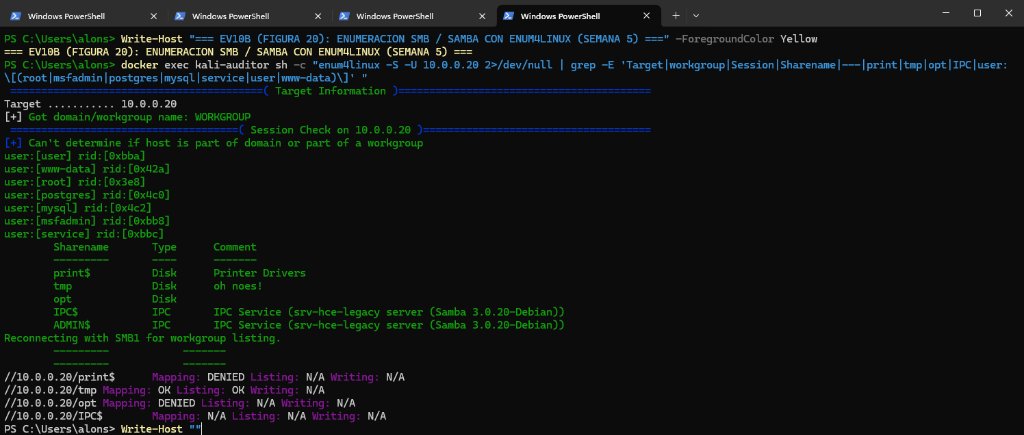 Windows PowerShell
Windows PowerShell
Windows PowerShell
Windows PowerShell
PS C:\Users\alons> Write-Host "=== EV10B (FIGURA 20): ENUMERACION SMB / SAMBA CON ENUM4LINUX (SEMANA 5) ===" -ForegroundColor Yellow
=== EV10B (FIGURA 20): ENUMERACION SMB / SAMBA CON ENUM4LINUX (SEMANA 5) ===
PS C:\Users\alons> docker exec kali-auditor sh -c "enum4linux -S -U 10.0.0.20 2>/dev/null | grep -E 'Target|workgroup|Session|Sharename|---|print|tmp|opt|IPC|user:
\[(root|msfadmin|postgres|mysql|service|user|www-data)\]' "
=======================================( Target Information )=======================================
Target ........... 10.0.0.20
[+] Got domain/workgroup name: WORKGROUP
===================================( Session Check on 10.0.0.20 )===================================
[+] Can't determine if host is part of domain or part of a workgroup
user:[user] rid:[0xbba]
user:[www-data] rid:[0x42a]
user:[root] rid:[0x3e8]
user:[postgres] rid:[0x4c0]
user:[mysql] rid:[0x4c2]
user:[msfadmin] rid:[0xbb8]
user:[service] rid:[0xbbc]
Sharename Type Comment
--------- ---- -------
print$ Disk Printer Drivers
tmp Disk oh noes!
opt Disk
IPC$ IPC IPC Service (srv-hce-legacy server (Samba 3.0.20-Debian))
ADMIN$ IPC IPC Service (srv-hce-legacy server (Samba 3.0.20-Debian))
Reconnecting with SMB1 for workgroup listing.
--------- -------
--------- -------
//10.0.0.20/print$ Mapping: DENIED Listing: N/A Writing: N/A
//10.0.0.20/tmp Mapping: OK Listing: OK Writing: N/A
//10.0.0.20/opt Mapping: DENIED Listing: N/A Writing: N/A
//10.0.0.20/IPC$ Mapping: N/A Listing: N/A Writing: N/A
PS C:\Users\alons> Write-Host ""